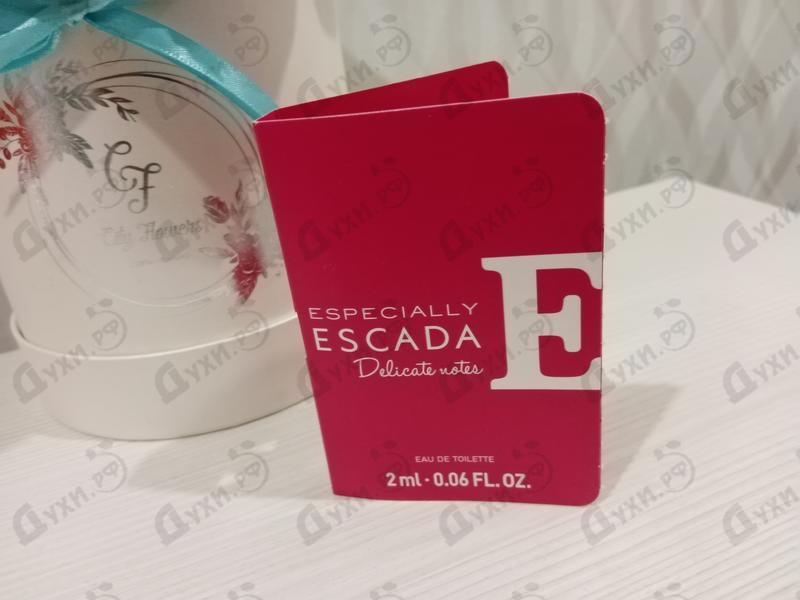 CF
City Flowers
ESPECIALLY
ESCADA
Delicate notes
E
EAU DE TOILETTE
2 ml · 0.06 FL. OZ.
Духи.РФ